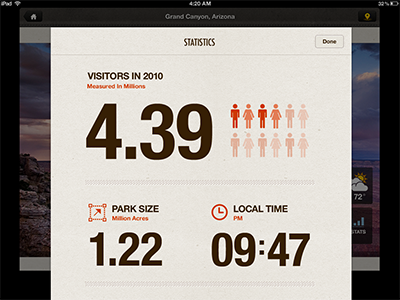 iPad
4:20 AM
32%
Grand Canyon, Arizona
STATISTICS
Done
VISITORS IN 2010
Measured In Millions
4.39
PARK SIZE
Million Acres
1.22
LOCAL TIME
PM
09:47
72°
STATS